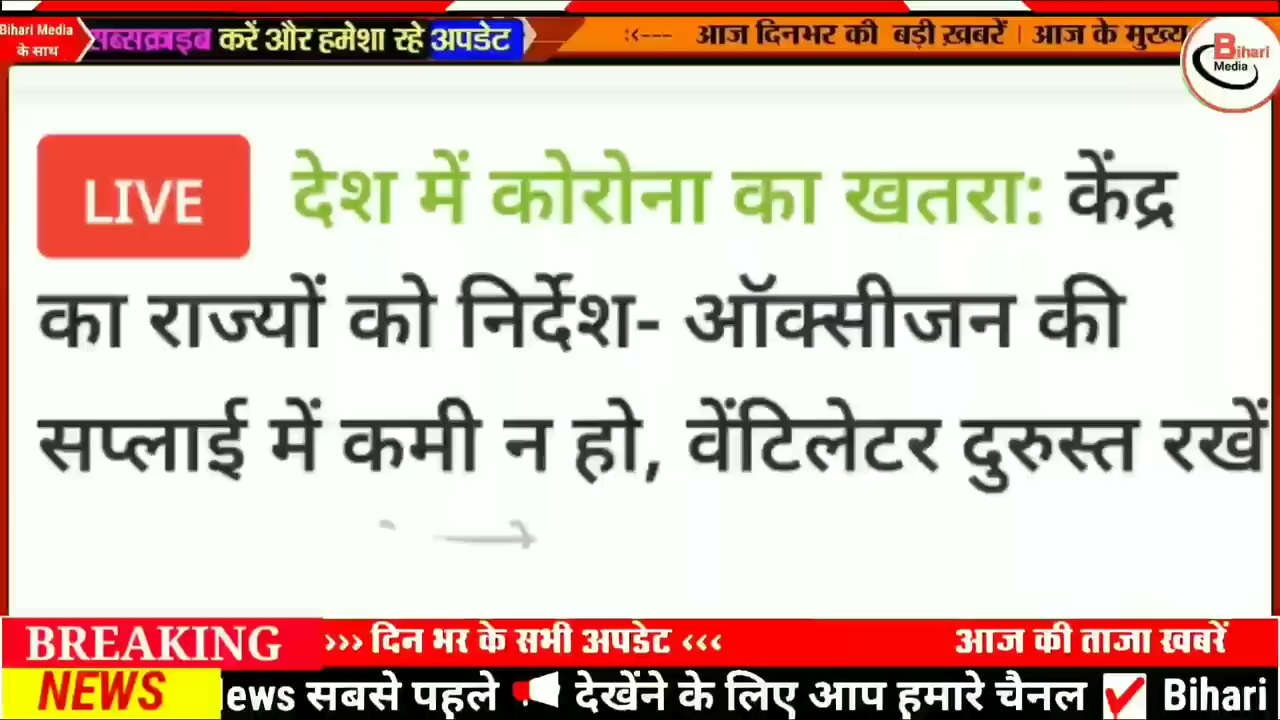 Bihari Media
के साथ
सब्सक्राइब करें और हमेशा रहे अपडेट
:<--- आज दिनभर की बड़ी ख़बरें | आज के मुख्य
Bihari
Media
LIVE देश में कोरोना का खतरा: केंद्र
का राज्यों को निर्देश- ऑक्सीजन की
सप्लाई में कमी न हो, वेंटिलेटर दुरुस्त रखें
BREAKING
NEWS
>>> दिन भर के सभी अपडेट <<< आज की ताजा खबरें
ews सबसे पहले देखेंने के लिए आप हमारे चैनल Bihari